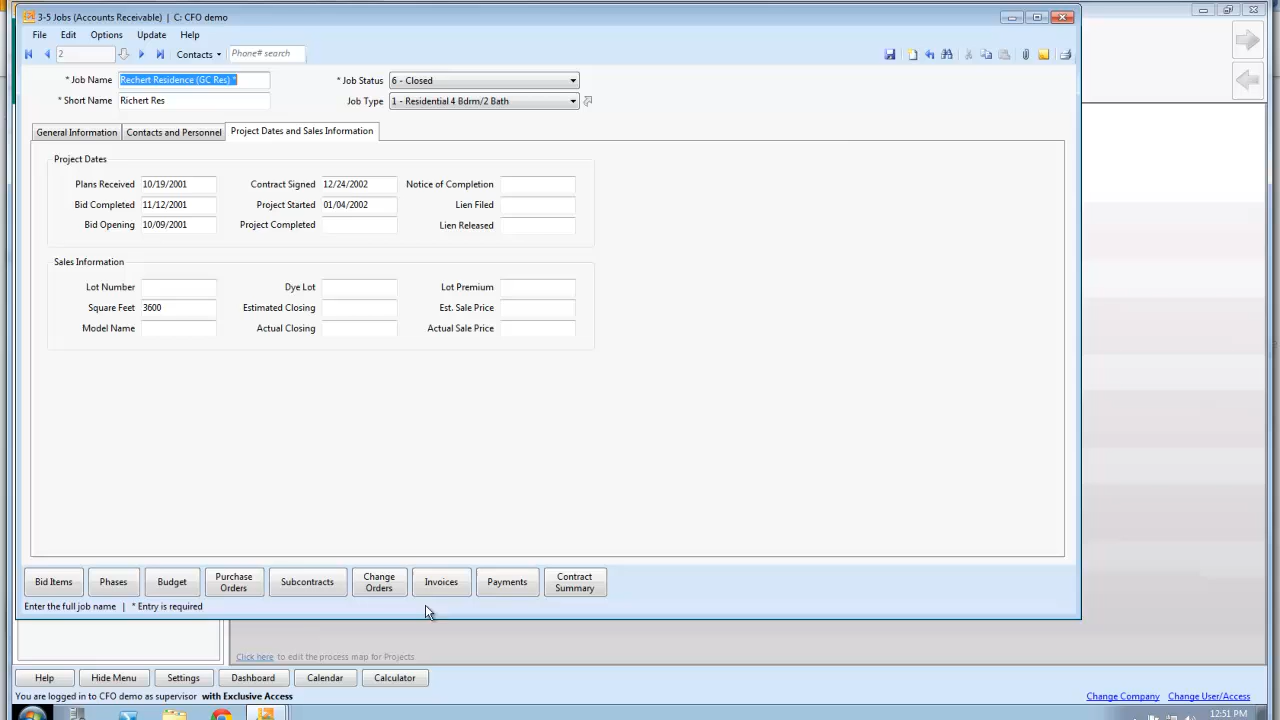 3-5 Jobs (Accounts Receivable) | C: CFO demo
File Edit Options View Update Help
2 Contacts Phone# search
* Job Name Rechert Residence (GC Res) * * Job Status 6 - Closed
* Short Name Richert Res Job Type 1 - Residential 4 Bdrm/2 Bath
General Information Contacts and Personnel Project Dates and Sales Information
Project Dates
Plans Received 10/19/2001 Contract Signed 12/24/2002 Notice of Completion
Bid Completed 11/12/2001 Project Started 01/04/2002 Lien Filed
Bid Opening 10/09/2001 Project Completed Lien Released
Sales Information
Lot Number Dye Lot Lot Premium
Square Feet 3600 Estimated Closing Est. Sale Price
Model Name Actual Closing Actual Sale Price
Bid Items Phases Budget Purchase Orders Subcontracts Change Orders Invoices Payments Contract Summary
Enter the full job name | * Entry is required
Click here to edit the process map for Projects
Help Hide Menu Settings Dashboard Calendar Calculator
You are logged in to CFO demo as supervisor with Exclusive Access Change Company Change User/Access
12:51 PM